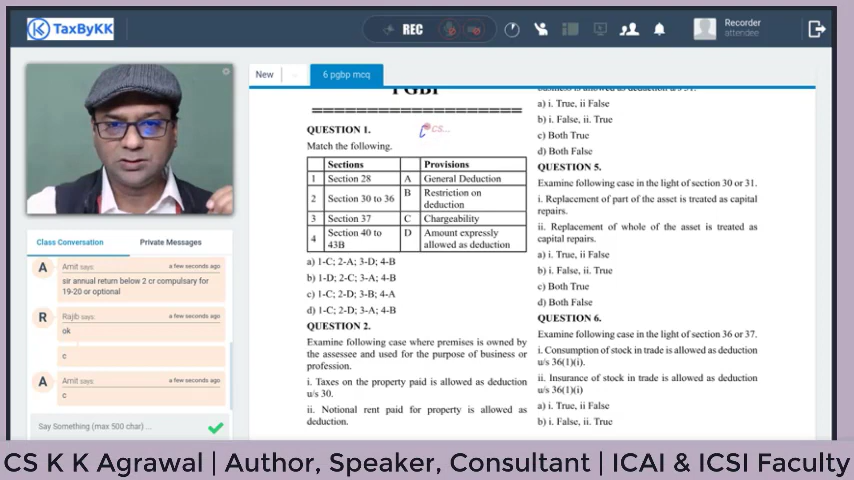 TaxByKK
REC
Recorder
attendee
New
6 pgbp mcq
QUESTION 1.
CS...
Match the following.
Sections Provisions
1 Section 28 A General Deduction
2 Section 30 to 36 B Restriction on deduction
3 Section 37 C Chargeability
4 Section 40 to 43B D Amount expressly allowed as deduction
a) 1-C; 2-A; 3-D; 4-B
b) 1-D; 2-C; 3-A; 4-B
c) 1-C; 2-D; 3-B; 4-A
d) 1-C; 2-D; 3-A; 4-B
QUESTION 2.
Examine following case where premises is owned by
the assessee and used for the purpose of business or
profession.
i. Taxes on the property paid is allowed as deduction
u/s 30.
ii. Notional rent paid for property is allowed as
deduction.
a) i. True, ii False
b) i. False, ii. True
c) Both True
d) Both False
QUESTION 5.
Examine following case in the light of section 30 or 31.
i. Replacement of part of the asset is treated as capital
repairs.
ii. Replacement of whole of the asset is treated as
capital repairs.
a) i. True, ii False
b) i. False, ii. True
c) Both True
d) Both False
QUESTION 6.
Examine following case in the light of section 36 or 37.
i. Consumption of stock in trade is allowed as deduction
u/s 36(1)(i).
ii. Insurance of stock in trade is allowed as deduction
u/s 36(1)(i)
a) i. True, ii False
b) i. False, ii. True
Class Conversation
Private Messages
A
Amit says:
a few seconds ago
sir annual return below 2 cr compulsary for
19-20 or optional
R
Rajib says:
a few seconds ago
ok
c
A
Amit says:
a few seconds ago
c
Say Something (max 500 char) ...
CS K K Agrawal | Author, Speaker, Consultant | ICAI & ICSI Faculty